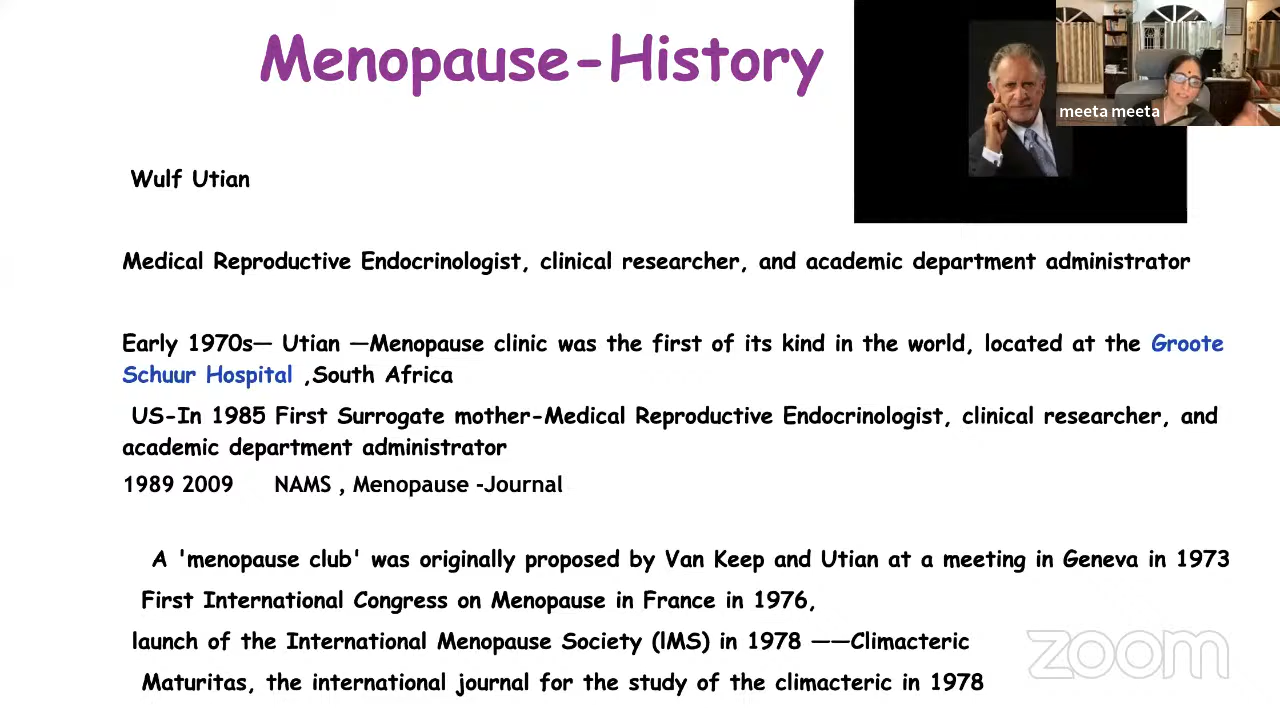 Menopause-History
meeta meeta
Wulf Utian
Medical Reproductive Endocrinologist, clinical researcher, and academic department administrator
Early 1970s— Utian —Menopause clinic was the first of its kind in the world, located at the Groote
Schuur Hospital ,South Africa
US-In 1985 First Surrogate mother-Medical Reproductive Endocrinologist, clinical researcher, and
academic department administrator
1989 2009 NAMS , Menopause -Journal
A 'menopause club' was originally proposed by Van Keep and Utian at a meeting in Geneva in 1973
First International Congress on Menopause in France in 1976,
launch of the International Menopause Society (lMS) in 1978 ——Climacteric
Maturitas, the international journal for the study of the climacteric in 1978
zoom